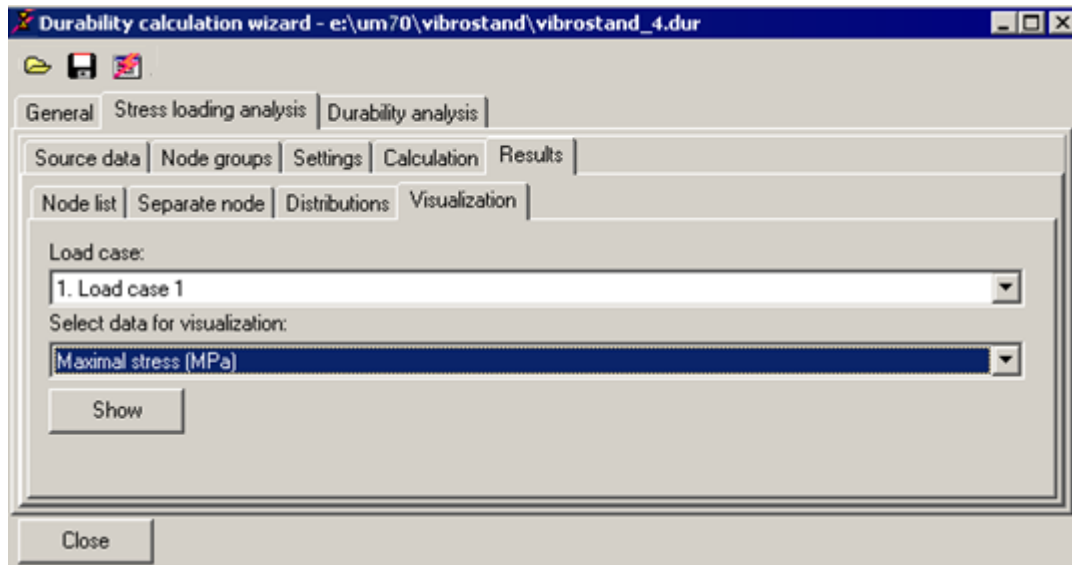 Durability calculation wizard - e:\um70\vibrostand\vibrostand_4.dur
General Stress loading analysis Durability analysis
Source data Node groups Settings Calculation Results
Node list Separate node Distributions Visualization
Load case:
1. Load case 1
Select data for visualization:
Maximal stress (MPa)
Show
Close